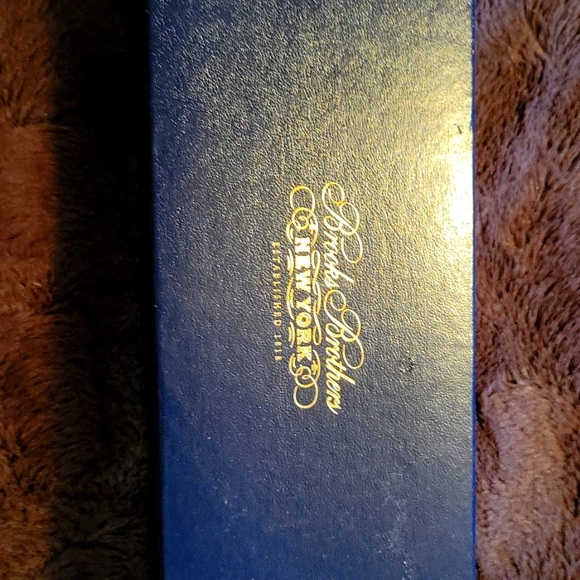 Brooks Brothers
NEW YORK
ESTABLISHED 1818